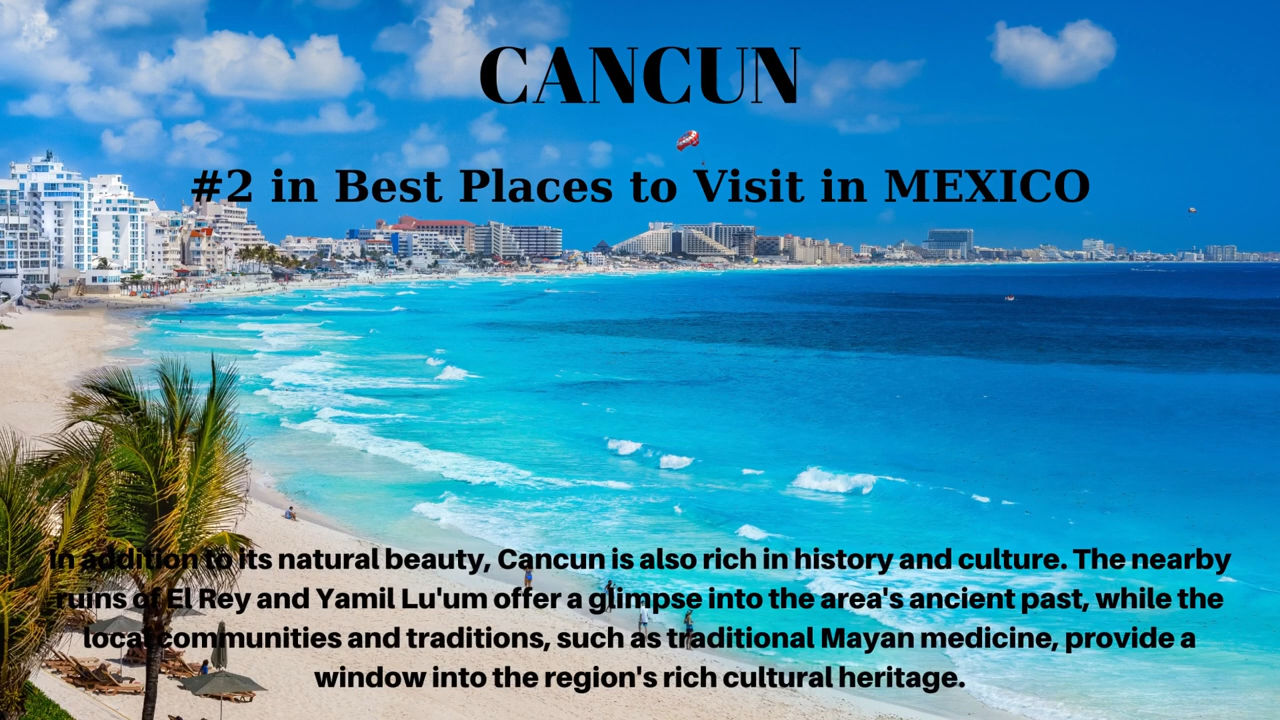 CANCUN
#2 in Best Places to Visit in MEXICO
In addition to its natural beauty, Cancun is also rich in history and culture. The nearby
ruins of El Rey and Yamil Lu'um offer a glimpse into the area's ancient past, while the
local communities and traditions, such as traditional Mayan medicine, provide a
window into the region's rich cultural heritage.